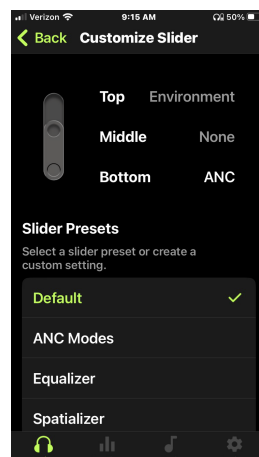 Verizon 9:15 AM 50%
Back Customize Slider
Top Environment
Middle None
Bottom ANC
Slider Presets
Select a slider preset or create a
custom setting.
Default
ANC Modes
Equalizer
Spatializer